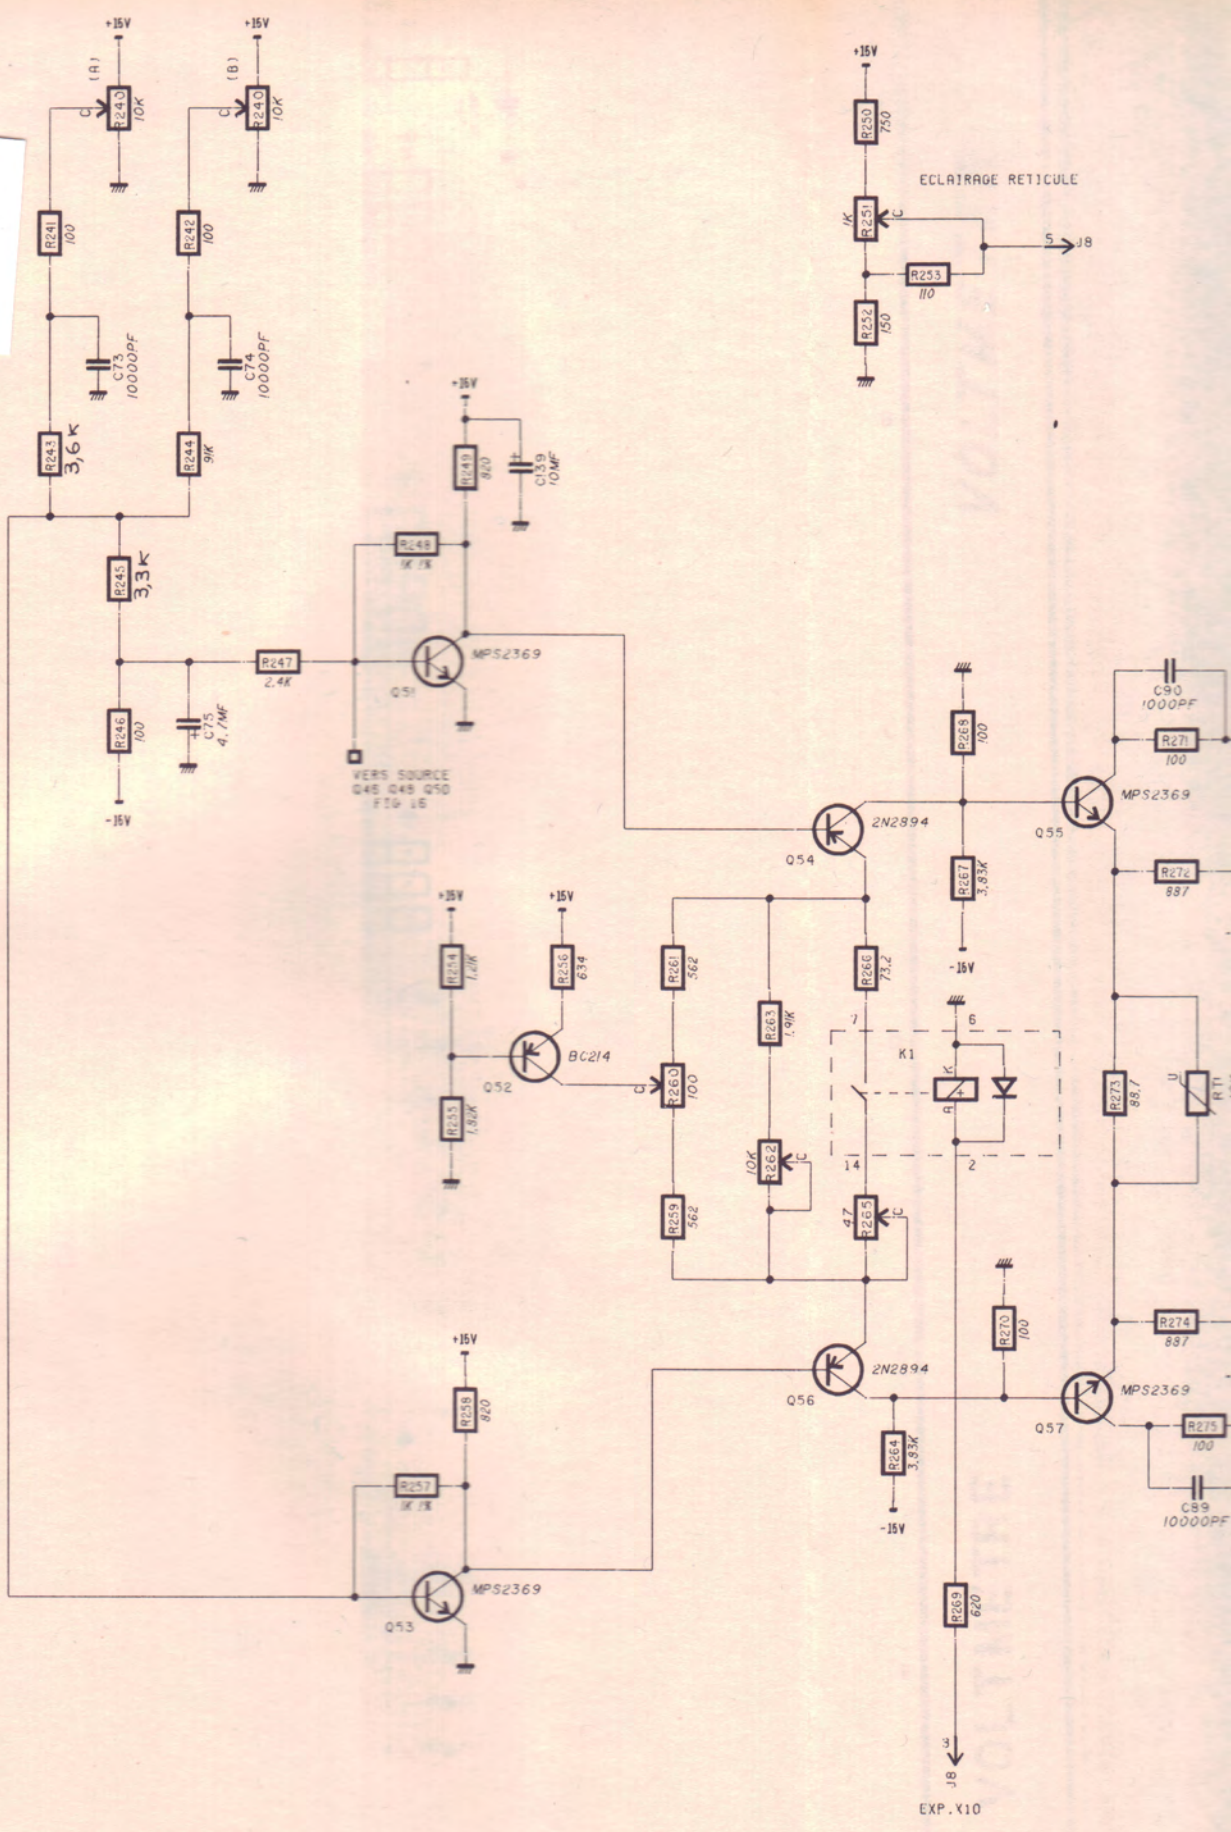 +15V
+15V
(A)
(B)
C
R240
10K
C
R240
10K
R241
100
R242
100
C73
10000PF
C74
10000PF
R243
3,6K
R244
91K
R245
3,3K
R246
100
C75
4,7MF
-15V
R247
2.4K
+15V
R249
820
C139
10MF
R248
1K 1%
Q51
MPS2369
VERS SOURCE
FIG 16
+15V
R250
750
ECLAIRAGE RETICULE
1K
R251
C
5
J8
R253
110
R252
150
R268
100
R267
3,83K
-15V
Q54
2N2894
C90
1000PF
R271
100
Q55
MPS2369
R272
887
+15V
R254
1,21K
R255
1,82K
+15V
R256
634
Q52
BC214
R261
562
C
R260
100
R259
562
R263
1,91K
10K
R262
C
R266
73,2
7
6
K1
K
A
14
2
47
R265
C
R273
88,7
U
RT1
R274
887
R270
100
Q56
2N2894
Q57
MPS2369
R275
100
C89
10000PF
R264
3,83K
-15V
+15V
R258
820
R257
1K 1%
Q53
MPS2369
R269
620
3
J8
EXP.X10